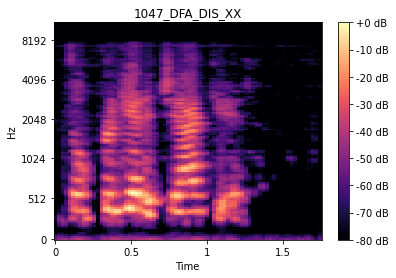 1047_DFA_DIS_XX
Hz
8192
4096
2048
1024
512
0
0
0.5
1
1.5
Time
+0 dB
-10 dB
-20 dB
-30 dB
-40 dB
-50 dB
-60 dB
-70 dB
-80 dB